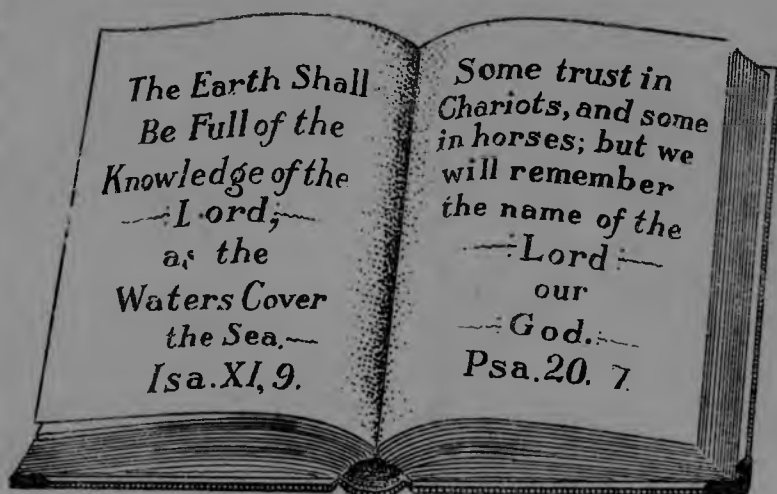 The Earth Shall
Be Full of the
Knowledge of the
Lord,
as the
Waters Cover
the Sea.
Isa. XI, 9.
Some trust in
Chariots, and some
in horses; but we
will remember
the name of the
Lord
our
God.
Psa. 20. 7